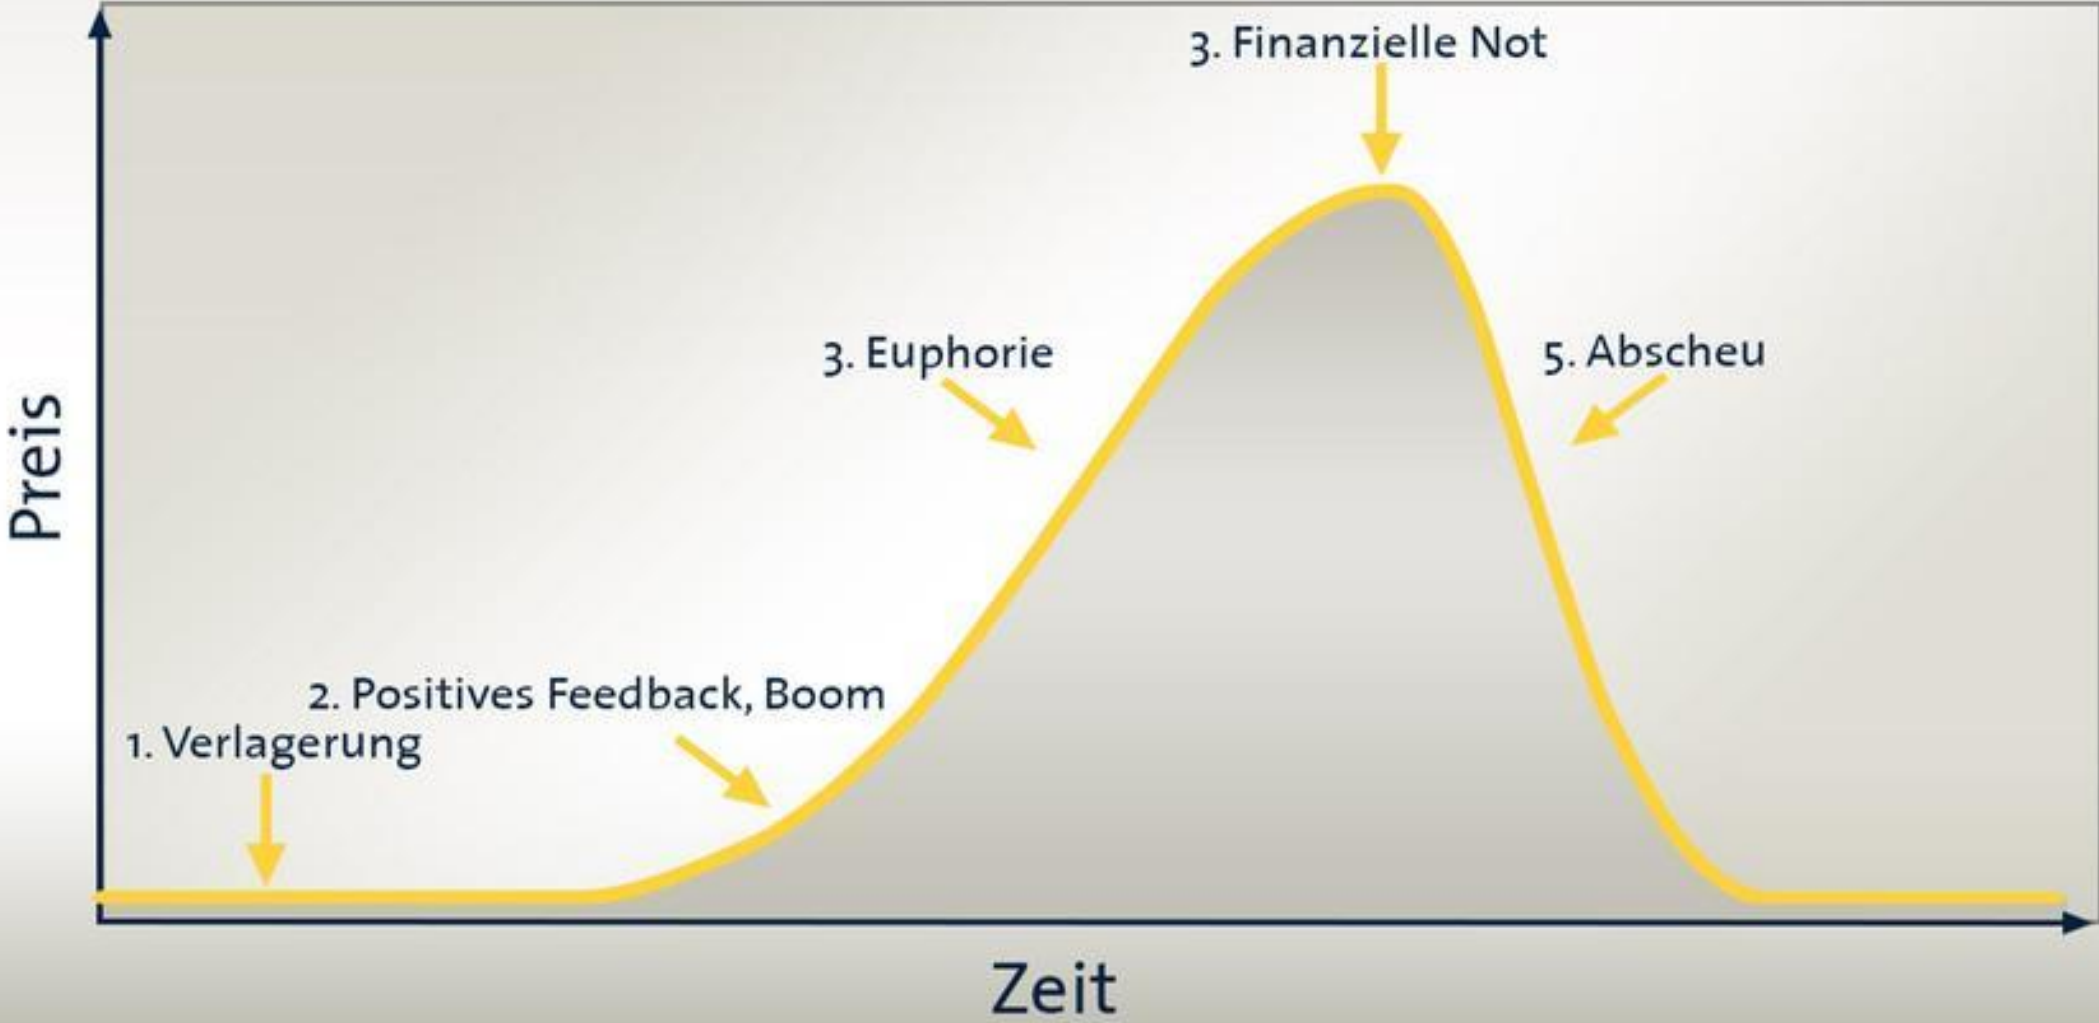 3. Finanzielle Not
3. Euphorie
5. Abscheu
Preis
2. Positives Feedback, Boom
1. Verlagerung
Zeit